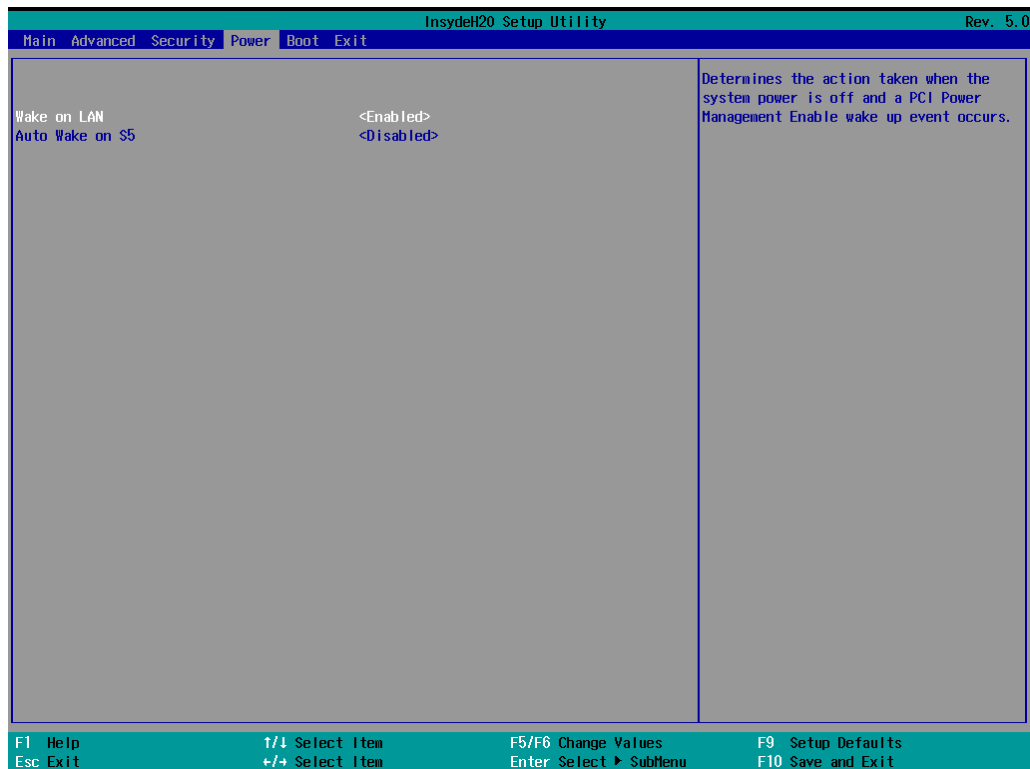 InsydeH20 Setup Utility Rev. 5.0
Main Advanced Security Power Boot Exit
Determines the action taken when the
system power is off and a PCI Power
Management Enable wake up event occurs.
Wake on LAN <Enabled>
Auto Wake on S5 <Disabled>
F1 Help ↑/↓ Select Item F5/F6 Change Values F9 Setup Defaults
Esc Exit ←/→ Select Item Enter Select ▶ SubMenu F10 Save and Exit